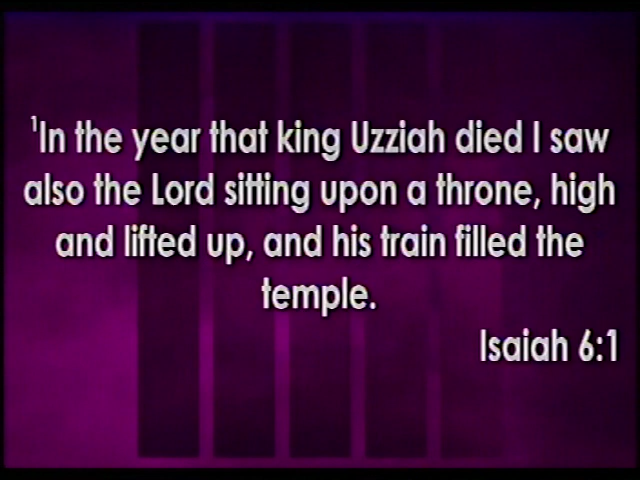 ¹In the year that king Uzziah died I saw
also the Lord sitting upon a throne, high
and lifted up, and his train filled the
temple.
Isaiah 6:1